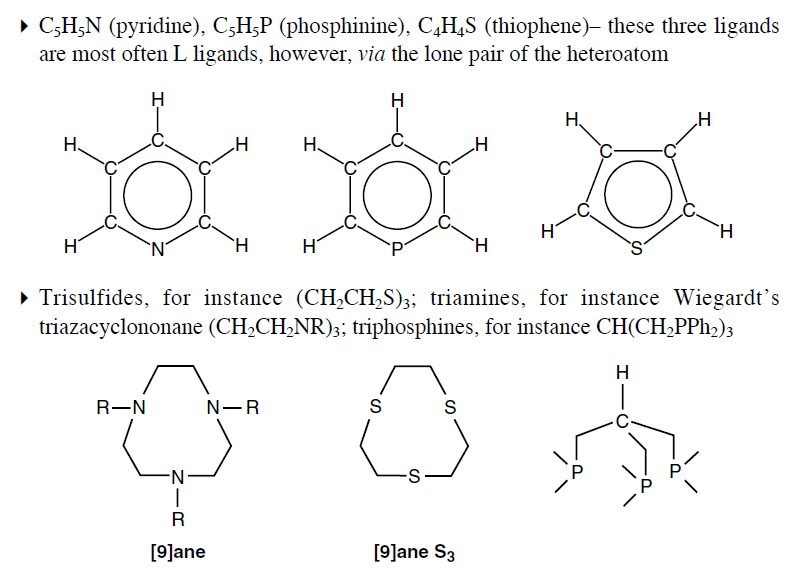 ▸ C₅H₅N (pyridine), C₅H₅P (phosphinine), C₄H₄S (thiophene)– these three ligands
are most often L ligands, however, via the lone pair of the heteroatom
H H
H H H H H H
C C
C C C C C C
C C C C C C
H N H H P H H S H
▸ Trisulfides, for instance (CH₂CH₂S)₃; triamines, for instance Wiegardt’s
triazacyclononane (CH₂CH₂NR)₃; triphosphines, for instance CH(CH₂PPh₂)₃
H
R–N N–R S S
C
N S P P P
R
[9]ane [9]ane S₃